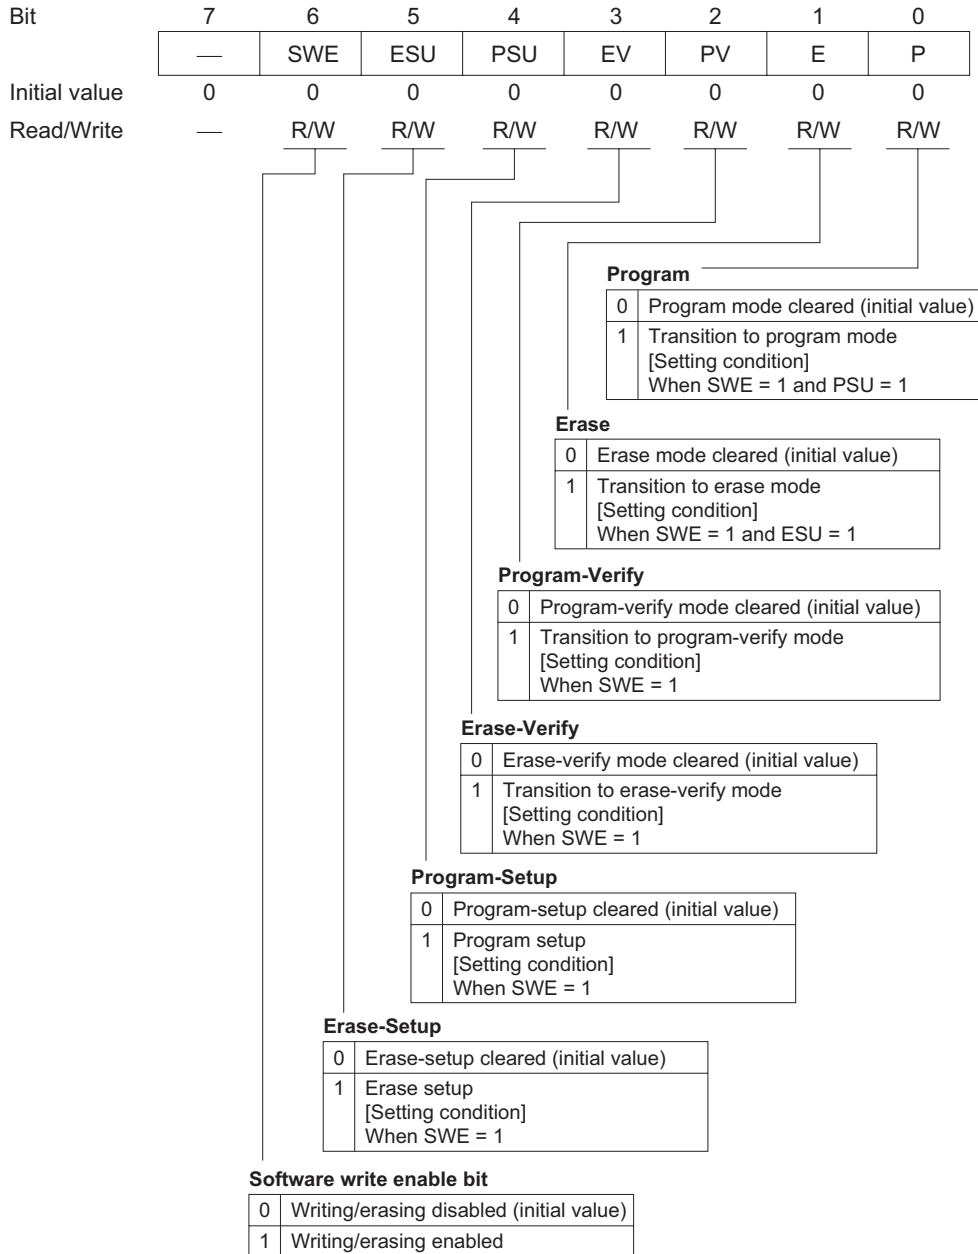 Bit 7 6 5 4 3 2 1 0
— SWE ESU PSU EV PV E P
Initial value 0 0 0 0 0 0 0 0
Read/Write — R/W R/W R/W R/W R/W R/W R/W
Program
0 Program mode cleared (initial value)
1 Transition to program mode
[Setting condition]
When SWE = 1 and PSU = 1
Erase
0 Erase mode cleared (initial value)
1 Transition to erase mode
[Setting condition]
When SWE = 1 and ESU = 1
Program-Verify
0 Program-verify mode cleared (initial value)
1 Transition to program-verify mode
[Setting condition]
When SWE = 1
Erase-Verify
0 Erase-verify mode cleared (initial value)
1 Transition to erase-verify mode
[Setting condition]
When SWE = 1
Program-Setup
0 Program-setup cleared (initial value)
1 Program setup
[Setting condition]
When SWE = 1
Erase-Setup
0 Erase-setup cleared (initial value)
1 Erase setup
[Setting condition]
When SWE = 1
Software write enable bit
0 Writing/erasing disabled (initial value)
1 Writing/erasing enabled